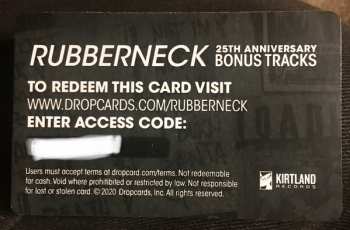 RUBBERNECK 25TH ANNIVERSARY
BONUS TRACKS
TO REDEEM THIS CARD VISIT
WWW.DROPCARDS.COM/RUBBERNECK
ENTER ACCESS CODE:
Users must accept terms at dropcard.com/terms. Not redeemable
for cash. Void where prohibited or restricted by law. Not responsible
for lost or stolen card. © 2020 Dropcards, Inc. All rights reserved.
KIRTLAND
RECORDS